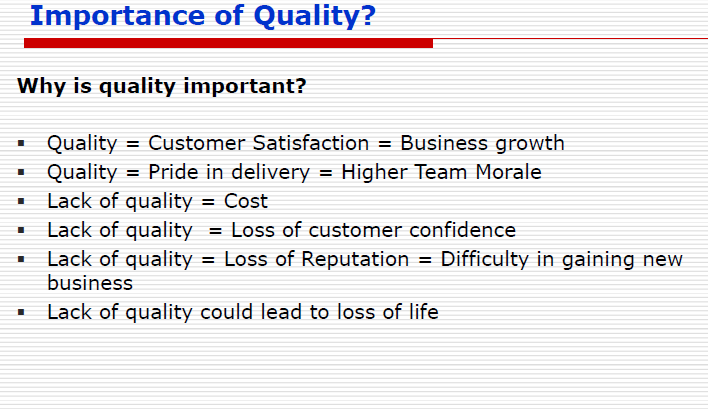 Importance of Quality?
Why is quality important?
▪ Quality = Customer Satisfaction = Business growth
▪ Quality = Pride in delivery = Higher Team Morale
▪ Lack of quality = Cost
▪ Lack of quality  = Loss of customer confidence
▪ Lack of quality = Loss of Reputation = Difficulty in gaining new
business
▪ Lack of quality could lead to loss of life